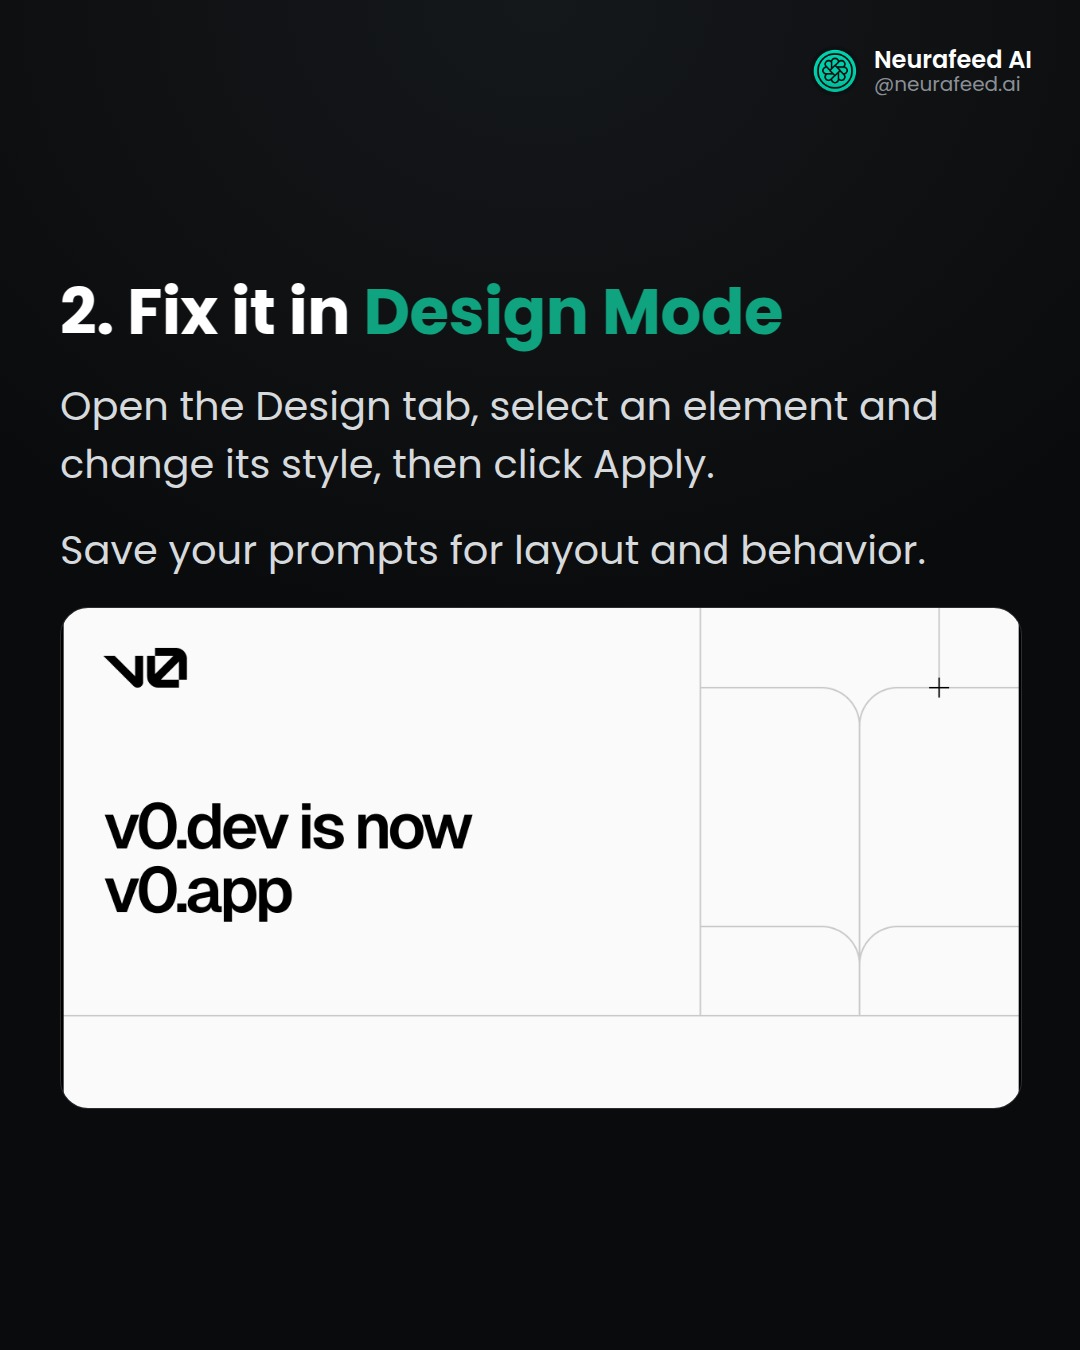 Neurafeed AI
@neurafeed.ai
2. Fix it in Design Mode
Open the Design tab, select an element and
change its style, then click Apply.
Save your prompts for layout and behavior.
v0
v0.dev is now
v0.app